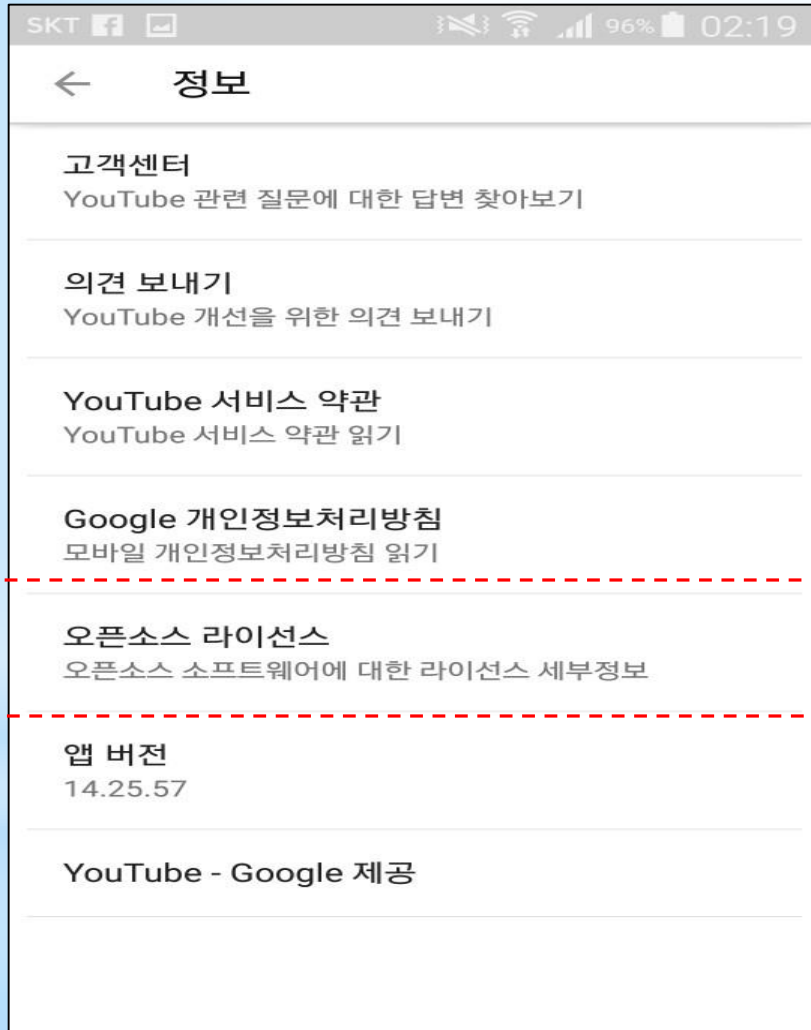 SKT 96% 02:19
정보
고객센터
YouTube 관련 질문에 대한 답변 찾아보기
의견 보내기
YouTube 개선을 위한 의견 보내기
YouTube 서비스 약관
YouTube 서비스 약관 읽기
Google 개인정보처리방침
모바일 개인정보처리방침 읽기
오픈소스 라이선스
오픈소스 소프트웨어에 대한 라이선스 세부정보
앱 버전
14.25.57
YouTube - Google 제공